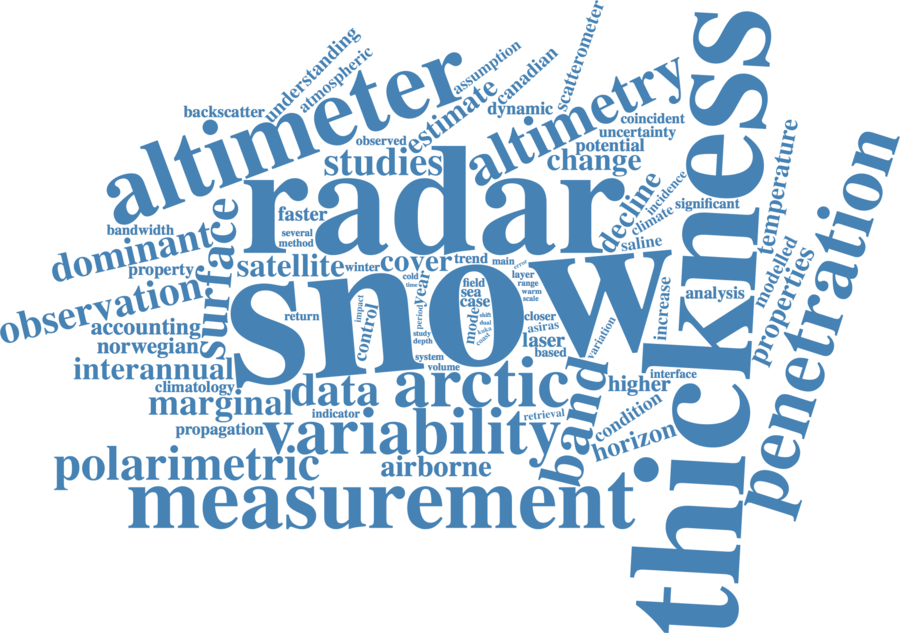 understanding
atmospheric
assumption
canadian
scatterometer
backscatter
altimeter
estimate
dynamic
altimetry
coincident
uncertainty
potential
change
observed
studies
radar
thickness
temperature
penetration
bandwidth
dominant
property
observation
surface
faster
several
method
decline
incidence
climate
significant
saline
modelled
properties
satellite
winter
cover
trend
main
error
snow
cold
time
year
period
field
sea
case
model
shift
dual
kuka
coast
layer
range
warm
scale
closer
asiras
laser
based
variation
increase
analysis
return
impact
control
study
depth
system
volume
accounting
norwegian
interannual
climatology
marginal
data
arctic
band
higher
interface
condition
horizon
indicator
retrieval
propagation
variability
polarimetric
airborne
measurement